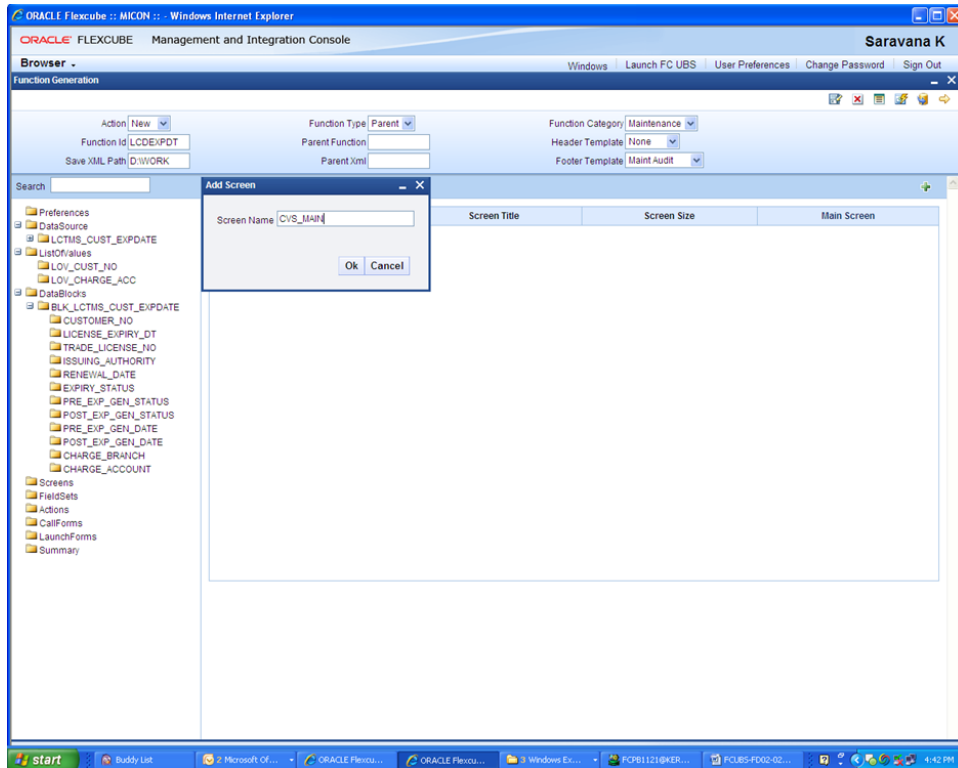 ORACLE Flexcube :: MICON :: - Windows Internet Explorer
ORACLE FLEXCUBE Management and Integration Console
Saravana K
Browser
Windows Launch FC UBS User Preferences Change Password Sign Out
Function Generation
Action New Function Type Parent Function Category Maintenance
Function Id LCDEXPDT Parent Function Header Template None
Save XML Path D:\WORK Parent Xml Footer Template Maint Audit
Search
Add Screen
Screen Name CVS_MAIN
Ok Cancel
Screen Title Screen Size Main Screen
Preferences
DataSource
LCTMS_CUST_EXPDATE
ListOfValues
LOV_CUST_NO
LOV_CHARGE_ACC
DataBlocks
BLK_LCTMS_CUST_EXPDATE
CUSTOMER_NO
LICENSE_EXPIRY_DT
TRADE_LICENSE_NO
ISSUING_AUTHORITY
RENEWAL_DATE
EXPIRY_STATUS
PRE_EXP_GEN_STATUS
POST_EXP_GEN_STATUS
PRE_EXP_GEN_DATE
POST_EXP_GEN_DATE
CHARGE_BRANCH
CHARGE_ACCOUNT
Screens
FieldSets
Actions
CallForms
LaunchForms
Summary
start Buddy List 2 Microsoft Of... ORACLE Flexcu... ORACLE Flexcu... 3 Windows Ex... FCPB1121@KER... FCUBS-FD02-02... 4:42 PM